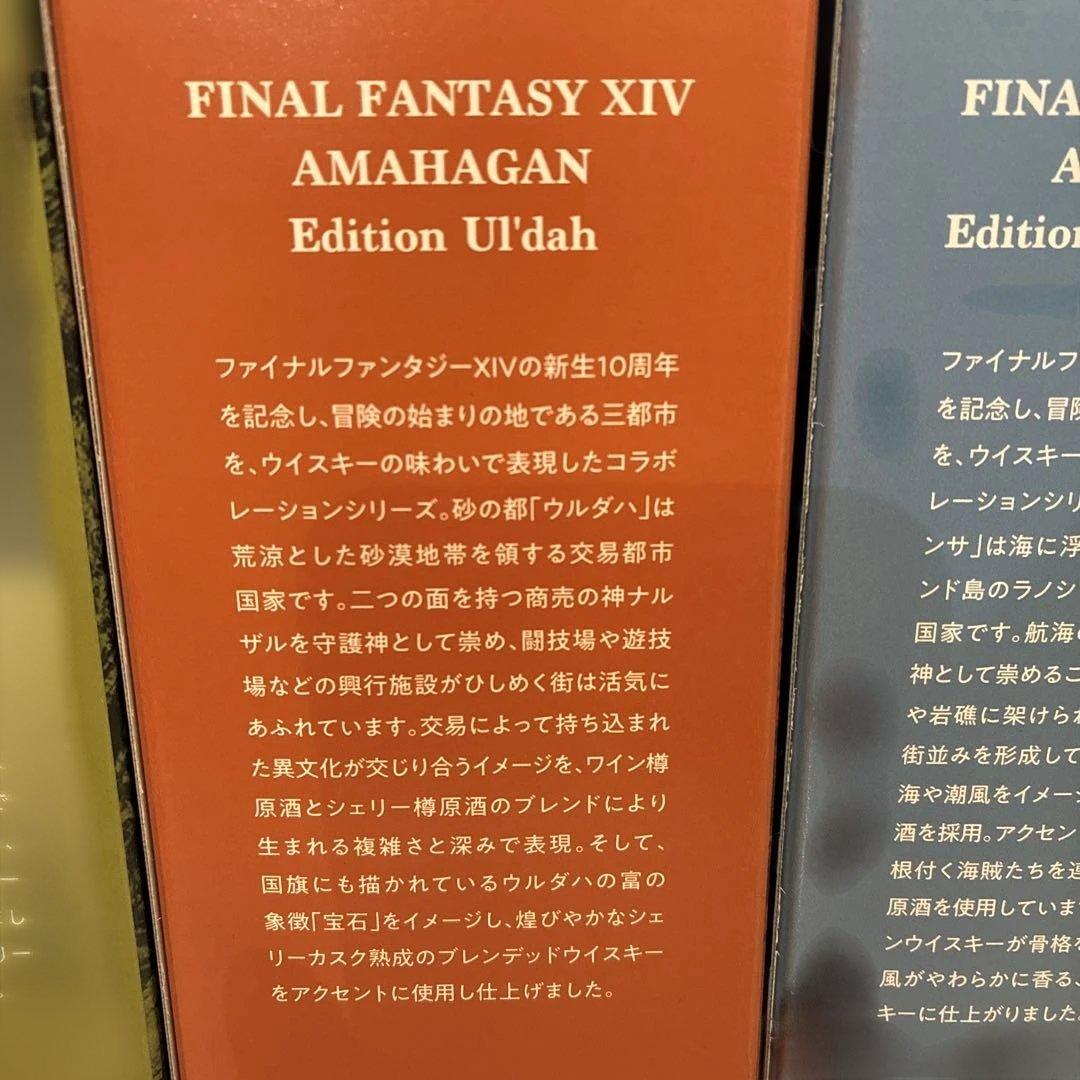 FINAL FANTASY XIV
AMAHAGAN
Edition Ul'dah
ファイナルファンタジーXIVの新生10周年
を記念し、冒険の始まりの地である三都市
を、ウイスキーの味わいで表現したコラボ
レーションシリーズ。砂の都「ウルダハ」は
荒涼とした砂漠地帯を領する交易都市
国家です。二つの面を持つ商売の神ナル
ザルを守護神として崇め、闘技場や遊技
場などの興行施設がひしめく街は活気に
あふれています。交易によって持ち込まれ
た異文化が交じり合うイメージを、ワイン樽
原酒とシェリー樽原酒のブレンドにより
生まれる複雑さと深みで表現。そして、
国旗にも描かれているウルダハの富の
象徴「宝石」をイメージし、煌びやかなシェ
リーカスク熟成のブレンデッドウイスキー
をアクセントに使用し仕上げました。
FINA
A
Edition
ファイナルフ
を記念し、冒険
を、ウイスキー
レーションシリ
ンサ」は海に浮
ンド島のラノシ
国家です。航海
神として崇めるこ
や岩礁に架けられ
街並みを形成して
海や潮風をイメー
酒を採用。アクセン
根付く海賊たちを
原酒を使用していま
ンウイスキーが骨格
風がやわらかに香る、
キーに仕上がりました。